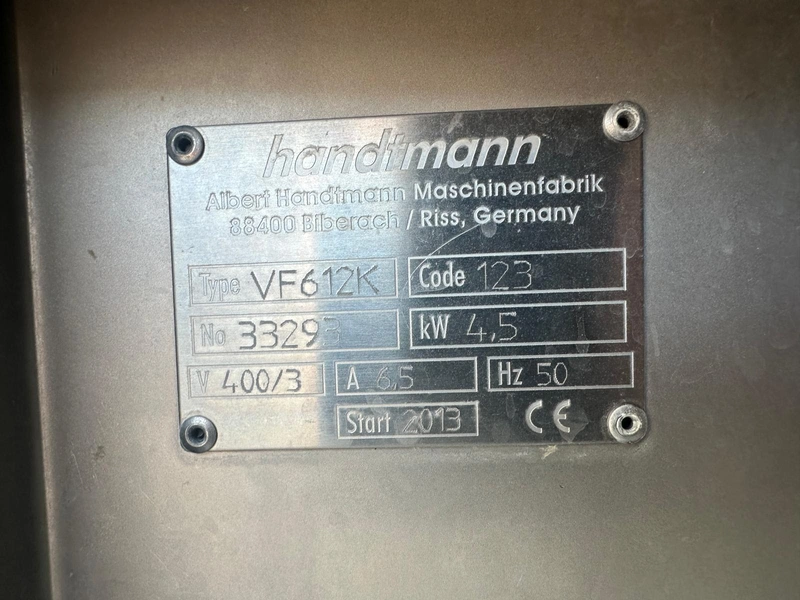 handtmann
Albert Handtmann Maschinenfabrik
88400 Biberach / Riss, Germany
Type VF612K Code 123
No 33293 kW 4,5
V 400/3 A 6,5 Hz 50
Start 2013 CE